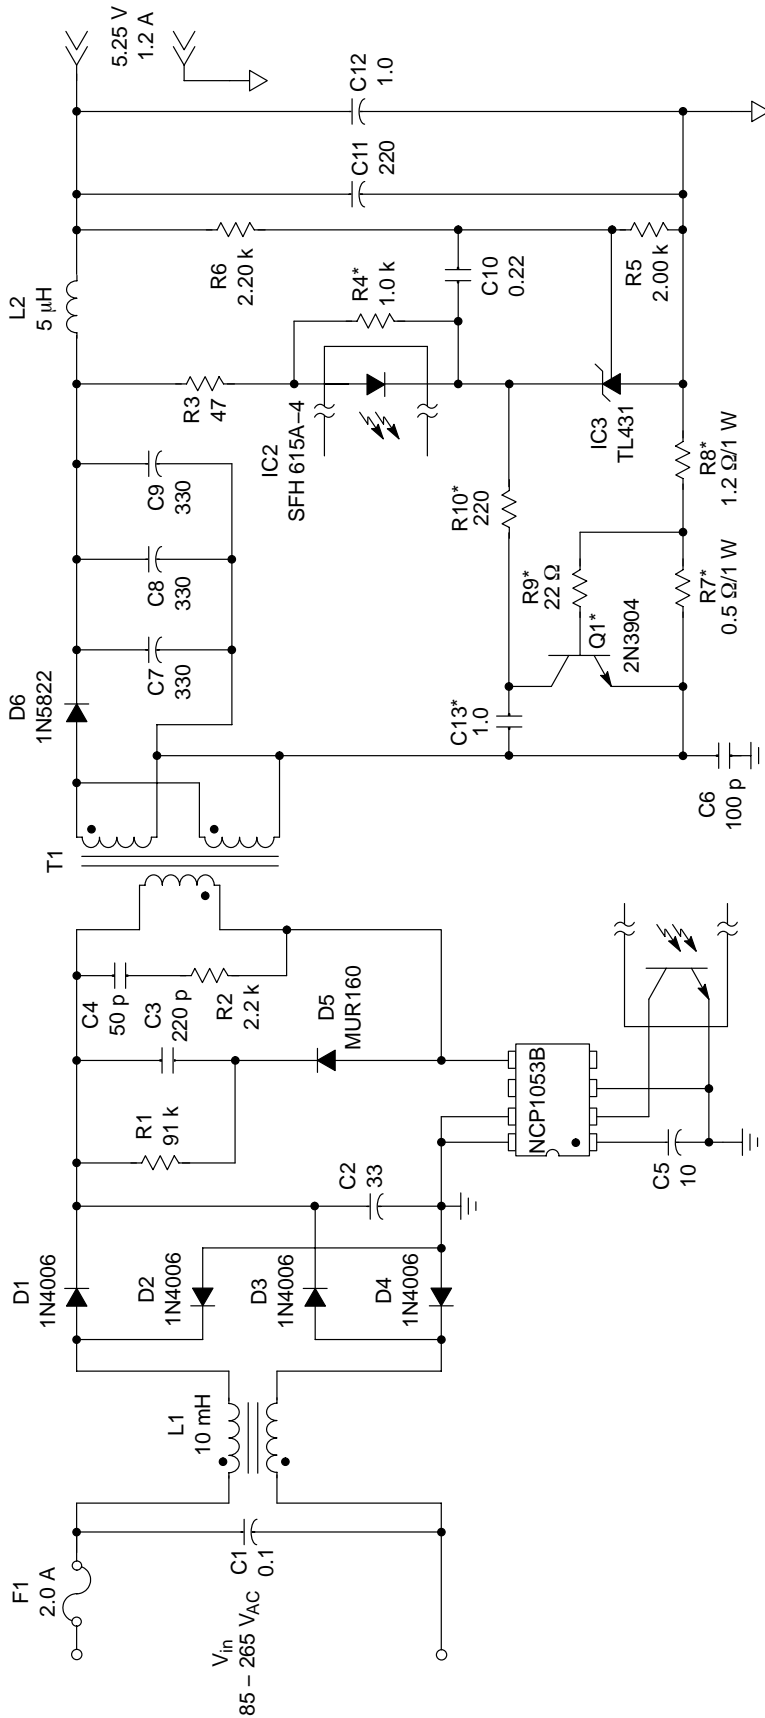 F1
2.0 A
V_in
85 – 265 VAC
C1
0.1
L1
10 mH
D1
1N4006
D2
1N4006
D3
1N4006
D4
1N4006
C2
33
R1
91 k
C3
220 p
C4
50 p
R2
2.2 k
D5
MUR160
NCP1053B
C5
10
T1
D6
1N5822
C7
330
C8
330
C9
330
L2
5 μH
5.25 V
1.2 A
R3
47
IC2
SFH 615A–4
R4*
1.0 k
R6
2.20 k
C10
0.22
C11
220
C12
1.0
R5
2.00 k
IC3
TL431
R10*
220
C13*
1.0
R9*
22 Ω
Q1*
2N3904
R7*
0.5 Ω/1 W
R8*
1.2 Ω/1 W
C6
100 p